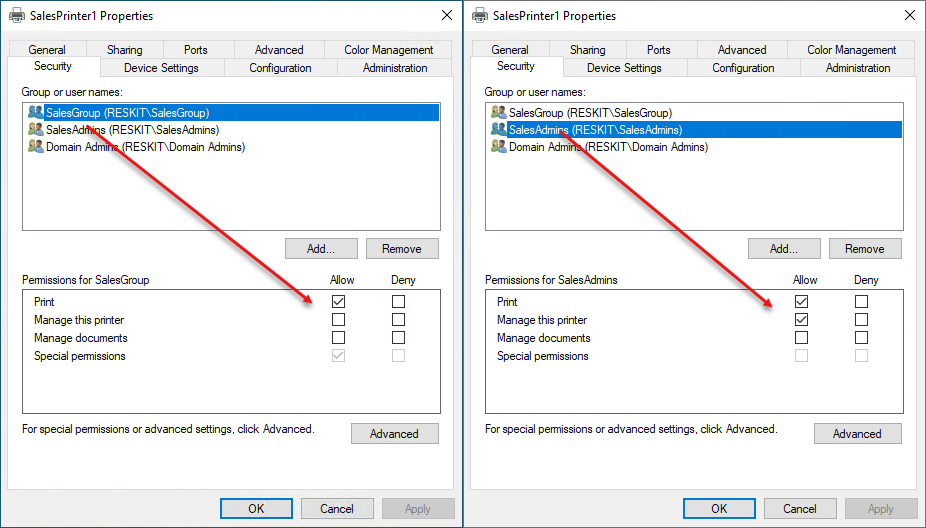 SalesPrinter1 Properties
General Sharing Ports Advanced Color Management
Security Device Settings Configuration Administration
Group or user names:
SalesGroup (RESKIT\SalesGroup)
SalesAdmins (RESKIT\SalesAdmins)
Domain Admins (RESKIT\Domain Admins)
Add... Remove
Permissions for SalesGroup Allow Deny
Print
Manage this printer
Manage documents
Special permissions
For special permissions or advanced settings, click Advanced.
Advanced
OK Cancel Apply
SalesPrinter1 Properties
General Sharing Ports Advanced Color Management
Security Device Settings Configuration Administration
Group or user names:
SalesGroup (RESKIT\SalesGroup)
SalesAdmins (RESKIT\SalesAdmins)
Domain Admins (RESKIT\Domain Admins)
Add... Remove
Permissions for SalesAdmins Allow Deny
Print
Manage this printer
Manage documents
Special permissions
For special permissions or advanced settings, click Advanced.
Advanced
OK Cancel Apply